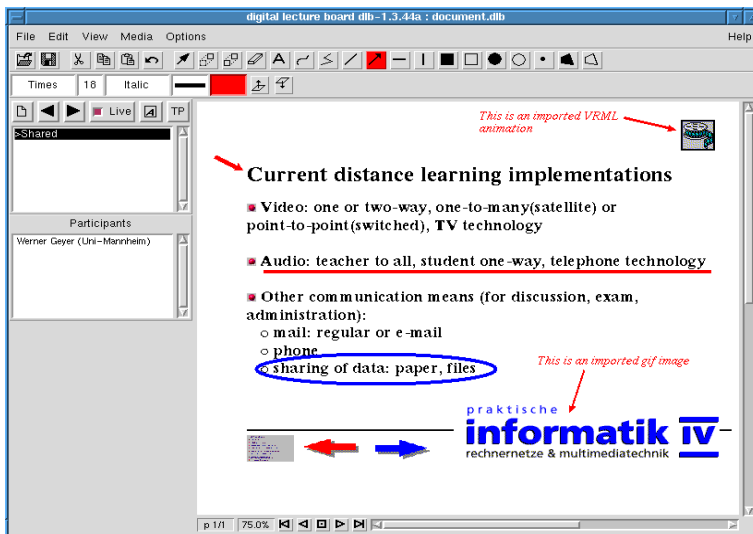 digital lecture board dlb-1.3.44a : document.dlb
File Edit View Media Options Help
Times 18 Italic
Live TP
>Shared
Participants
Werner Geyer (Uni-Mannheim)
This is an imported VRML
animation
Current distance learning implementations
Video: one or two-way, one-to-many(satellite) or
point-to-point(switched), TV technology
Audio: teacher to all, student one-way, telephone technology
Other communication means (for discussion, exam,
administration):
mail: regular or e-mail
phone
sharing of data: paper, files
This is an imported gif image
praktische
informatik IV
rechnernetze & multimediatechnik
p 1/1 75.0%